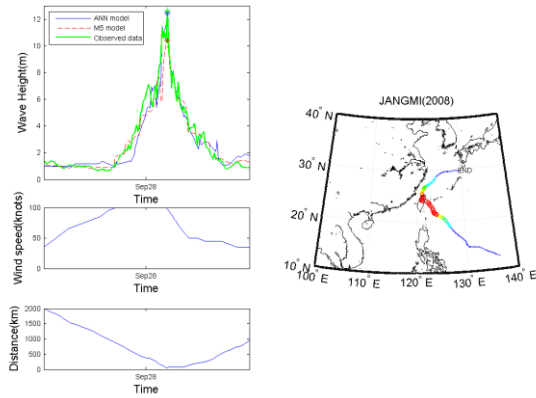 ANN model
M5 model
Observed data
12
10
8
6
4
2
0
Wave Height(m)
Sep28
Time
100
50
0
Wind speed(knots)
Sep28
Time
2000
1500
1000
500
0
Distance(km)
Sep28
Time
JANGMI(2008)
40° N
30° N
20° N
10° N
100° E
110° E
120° E
130° E
140° E
END